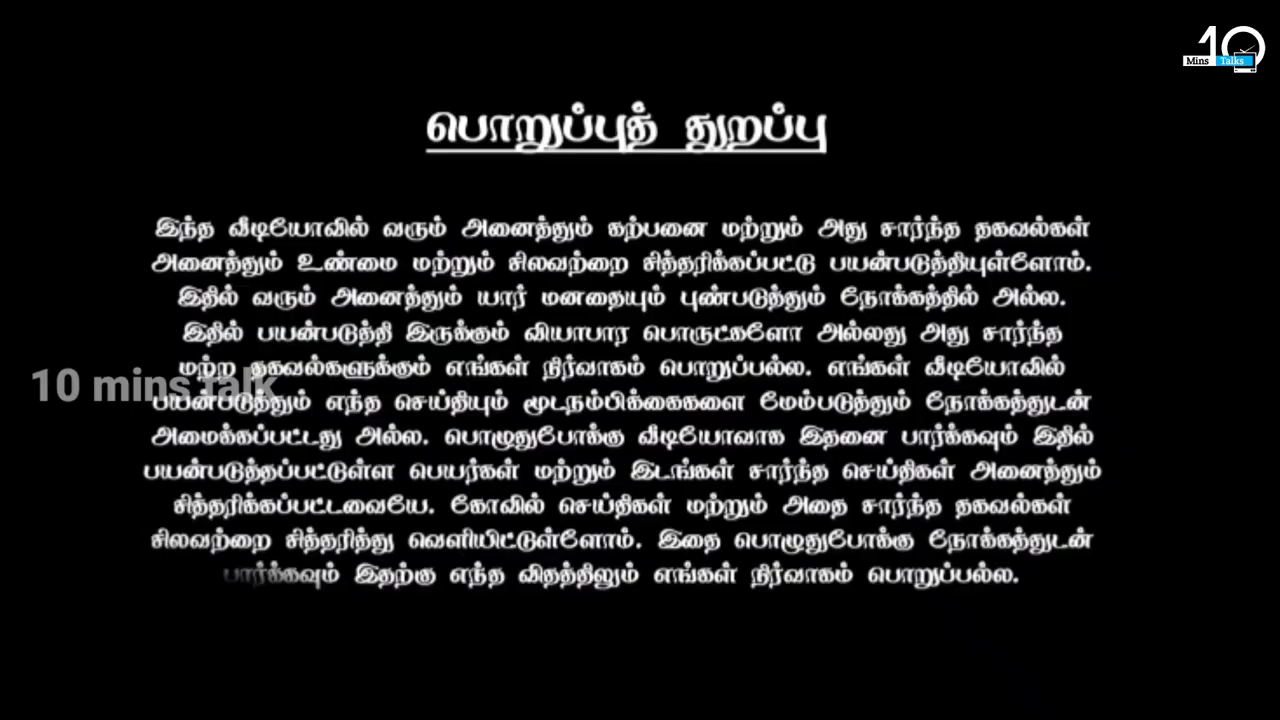 10
Mins Talks
பொறுப்புத் துறப்பு
இந்த வீடியோவில் வரும் அனைத்தும் கற்பனை மற்றும் அது சார்ந்த தகவல்கள்
அனைத்தும் உண்மை மற்றும் சிலவற்றை சித்தரிக்கப்பட்டு பயன்படுத்தியுள்ளோம்.
இதில் வரும் அனைத்தும் யார் மனதையும் புண்படுத்தும் நோக்கத்தில் அல்ல.
இதில் பயன்படுத்தி இருக்கும் வியாபார பொருட்களோ அல்லது அது சார்ந்த
மற்ற தகவல்களுக்கும் எங்கள் நிர்வாகம் பொறுப்பல்ல. எங்கள் வீடியோவில்
10 mins talk
பயன்படுத்தும் எந்த செய்தியும் மூடநம்பிக்கைகளை மேம்படுத்தும் நோக்கத்துடன்
அமைக்கப்பட்டது அல்ல. பொழுதுபோக்கு வீடியோவாக இதனை பார்க்கவும் இதில்
பயன்படுத்தப்பட்டுள்ள பெயர்கள் மற்றும் இடங்கள் சார்ந்த செய்திகள் அனைத்தும்
சித்தரிக்கப்பட்டவையே. கோவில் செய்திகள் மற்றும் அதை சார்ந்த தகவல்கள்
சிலவற்றை சித்தரித்து வெளியிட்டுள்ளோம். இதை பொழுதுபோக்கு நோக்கத்துடன்
பார்க்கவும் இதற்கு எந்த விதத்திலும் எங்கள் நிர்வாகம் பொறுப்பல்ல.